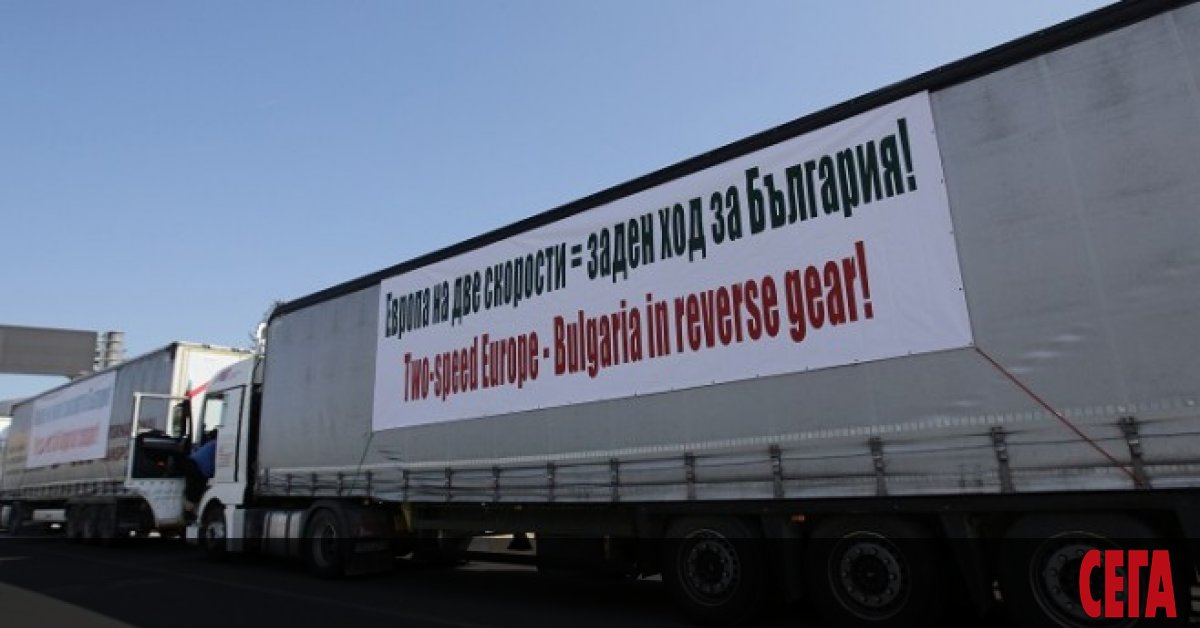 Европа на две скорости = заден ход за България!
Two-speed Europe - Bulgaria in reverse gear!
СЕГА